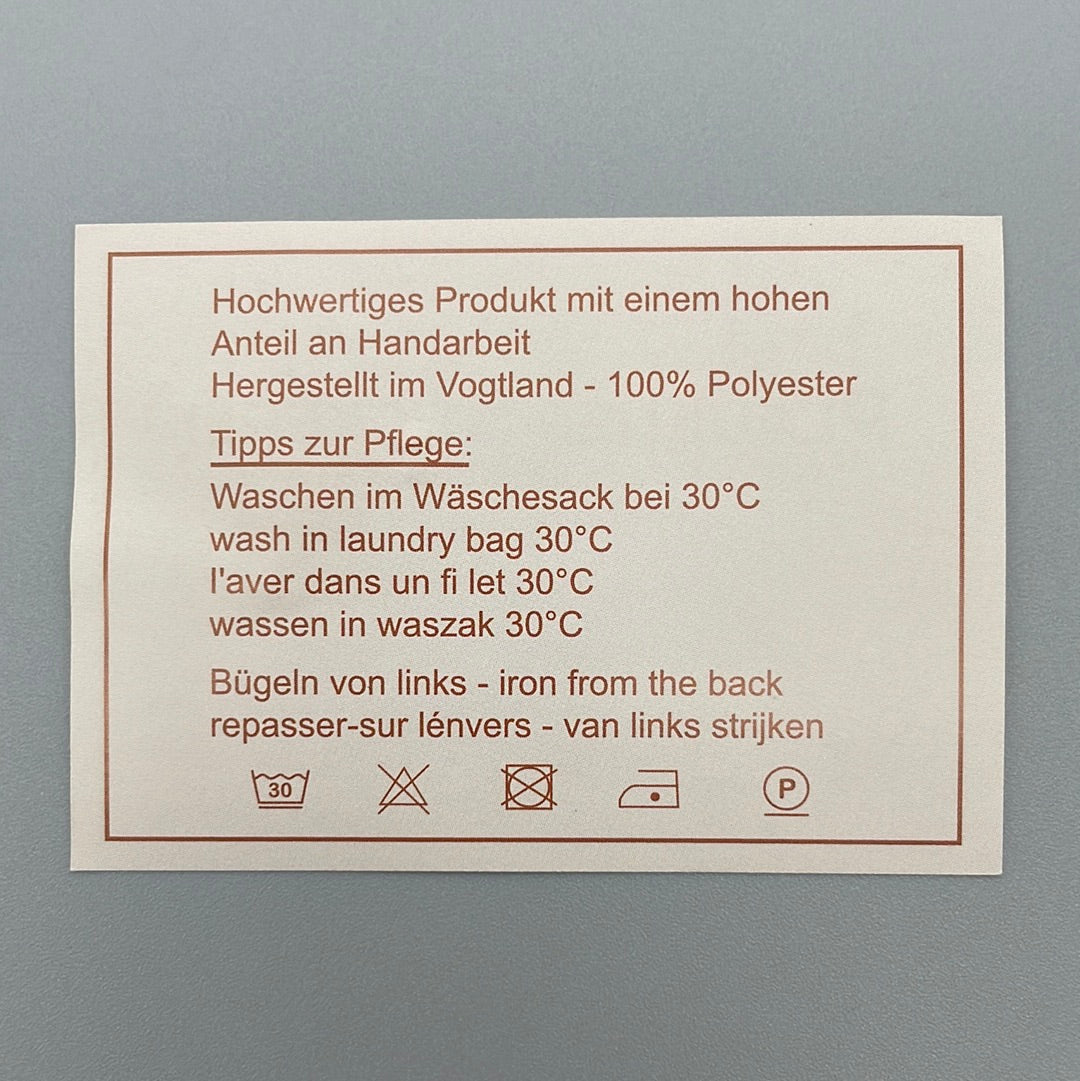 Hochwertiges Produkt mit einem hohen
Anteil an Handarbeit
Hergestellt im Vogtland - 100% Polyester
Tipps zur Pflege:
Waschen im Wäschesack bei 30°C
wash in laundry bag 30°C
l'aver dans un fi let 30°C
wassen in waszak 30°C
Bügeln von links - iron from the back
repasser-sur lénvers - van links strijken
30 P